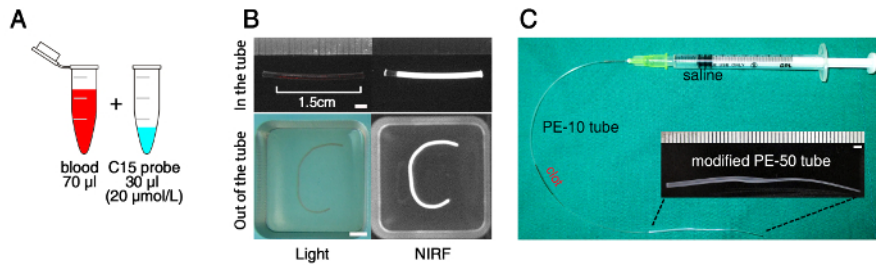 A
+
blood
70 µl
C15 probe
30 µl
(20 µmol/L)
B
In the tube
1.5cm
Out of the tube
Light
NIRF
C
saline
PE-10 tube
clot
modified PE-50 tube